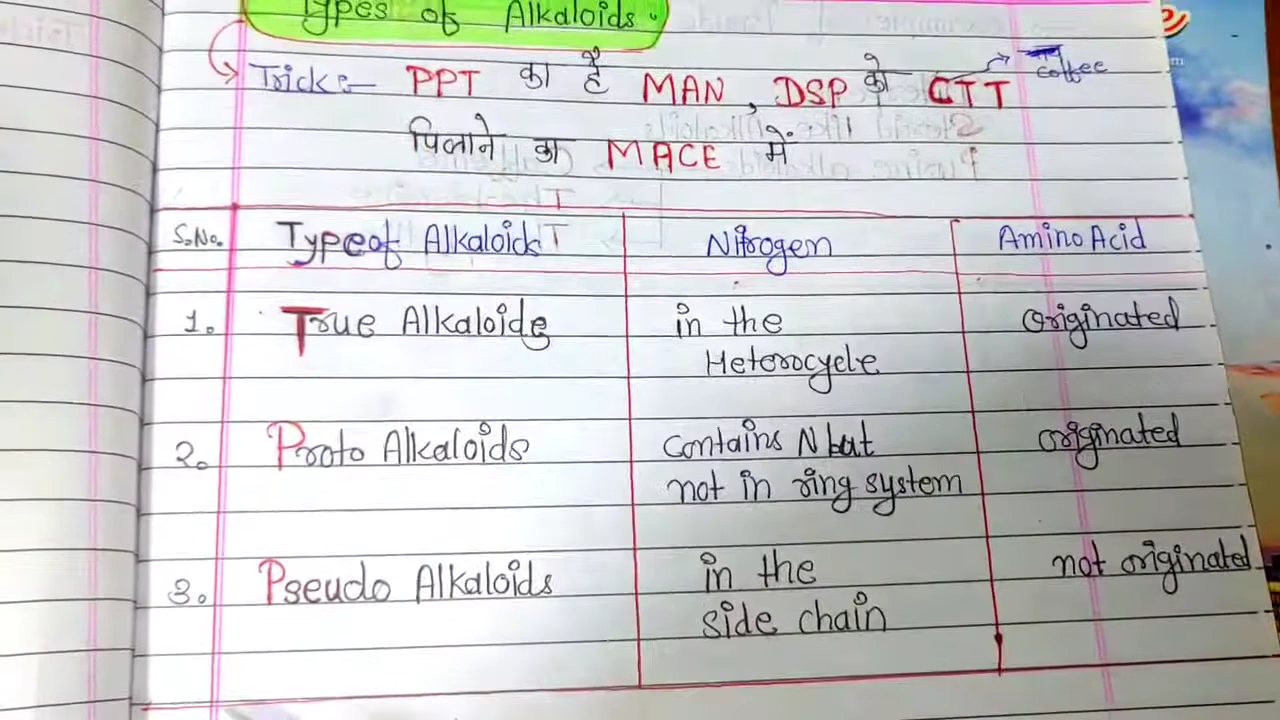 Types of Alkaloids.
Trick:- PPT का है MAN, DSP को CTT → coffee
पिलाने का MACE में
S.No. Type of Alkaloids Nitrogen Amino Acid
1. True Alkaloids in the Heterocycle originated
2. Proto Alkaloids contains N but not in ring system originated
3. Pseudo Alkaloids in the side chain not originated